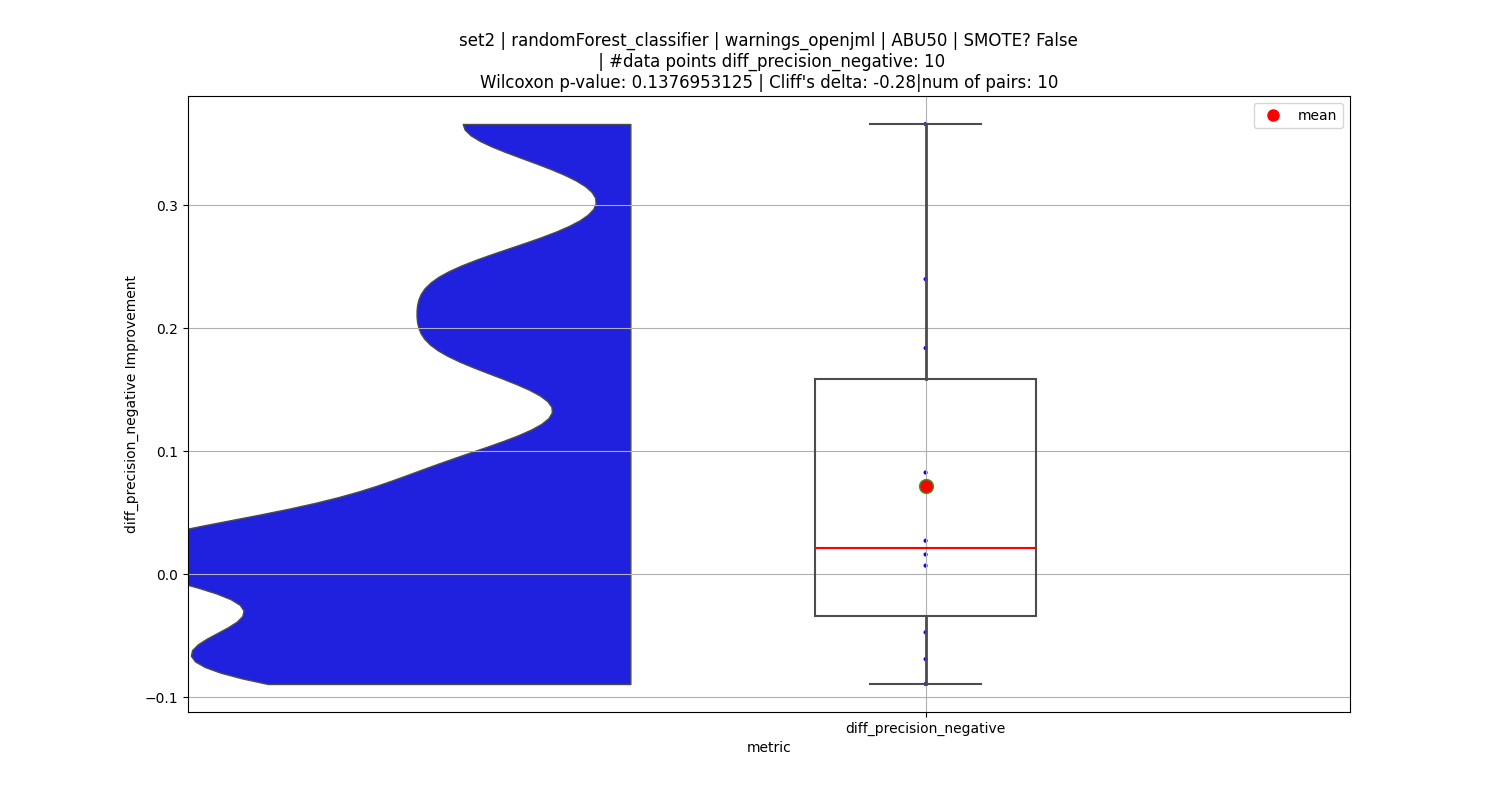 set2 | randomForest_classifier | warnings_openjml | ABU50 | SMOTE? False
| #data points diff_precision_negative: 10
Wilcoxon p-value: 0.1376953125 | Cliff's delta: -0.28|num of pairs: 10
mean
0.3
0.2
0.1
0.0
−0.1
diff_precision_negative Improvement
diff_precision_negative
metric